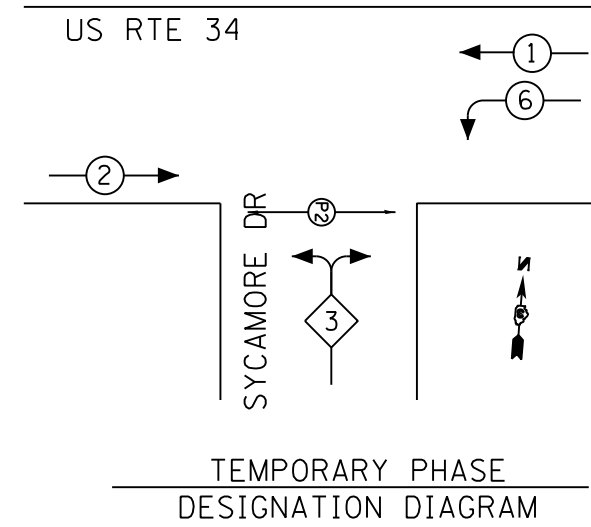 US RTE 34
1
6
2
P2
SYCAMORE DR
3
N
TEMPORARY PHASE
DESIGNATION DIAGRAM